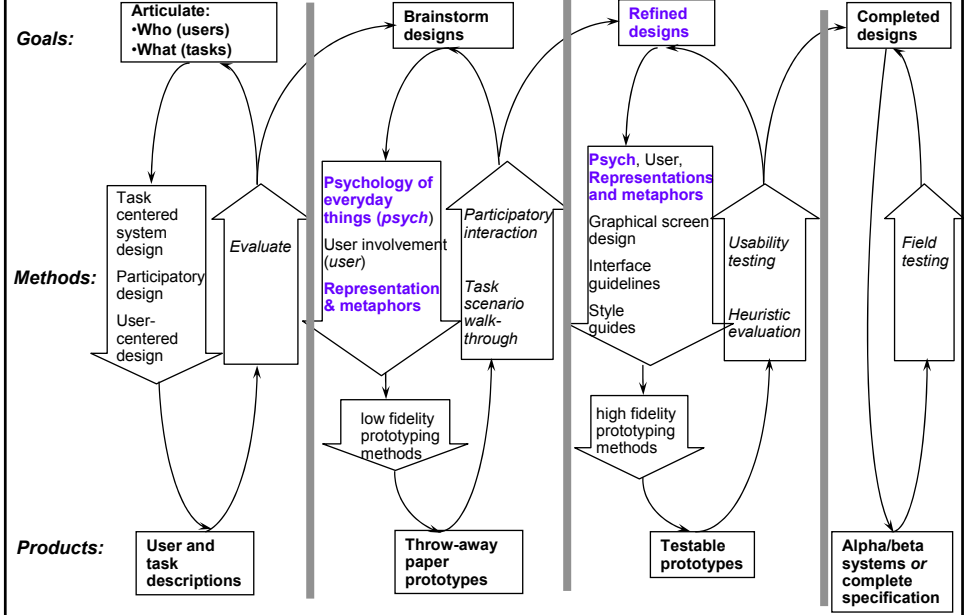 Goals:
Articulate:
•Who (users)
•What (tasks)
Brainstorm
designs
Refined
designs
Completed
designs
Methods:
Task
centered
system
design
Participatory
design
User-
centered
design
Evaluate
Psychology of
everyday
things (psych)
User involvement
(user)
Representation
& metaphors
low fidelity
prototyping
methods
Participatory
interaction
Task
scenario
walk-
through
Psych, User,
Representations
and metaphors
Graphical screen
design
Interface
guidelines
Style
guides
high fidelity
prototyping
methods
Usability
testing
Heuristic
evaluation
Field
testing
Products:
User and
task
descriptions
Throw-away
paper
prototypes
Testable
prototypes
Alpha/beta
systems or
complete
specification